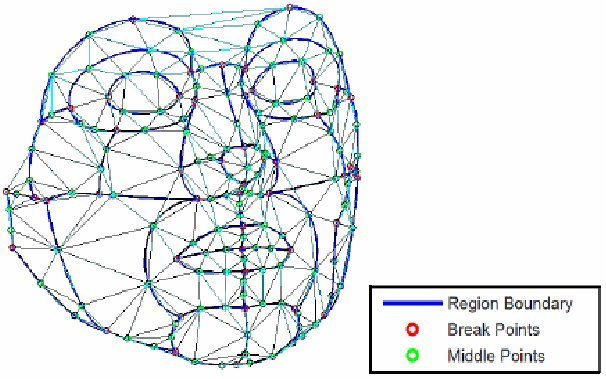 Region Boundary
Break Points
Middle Points